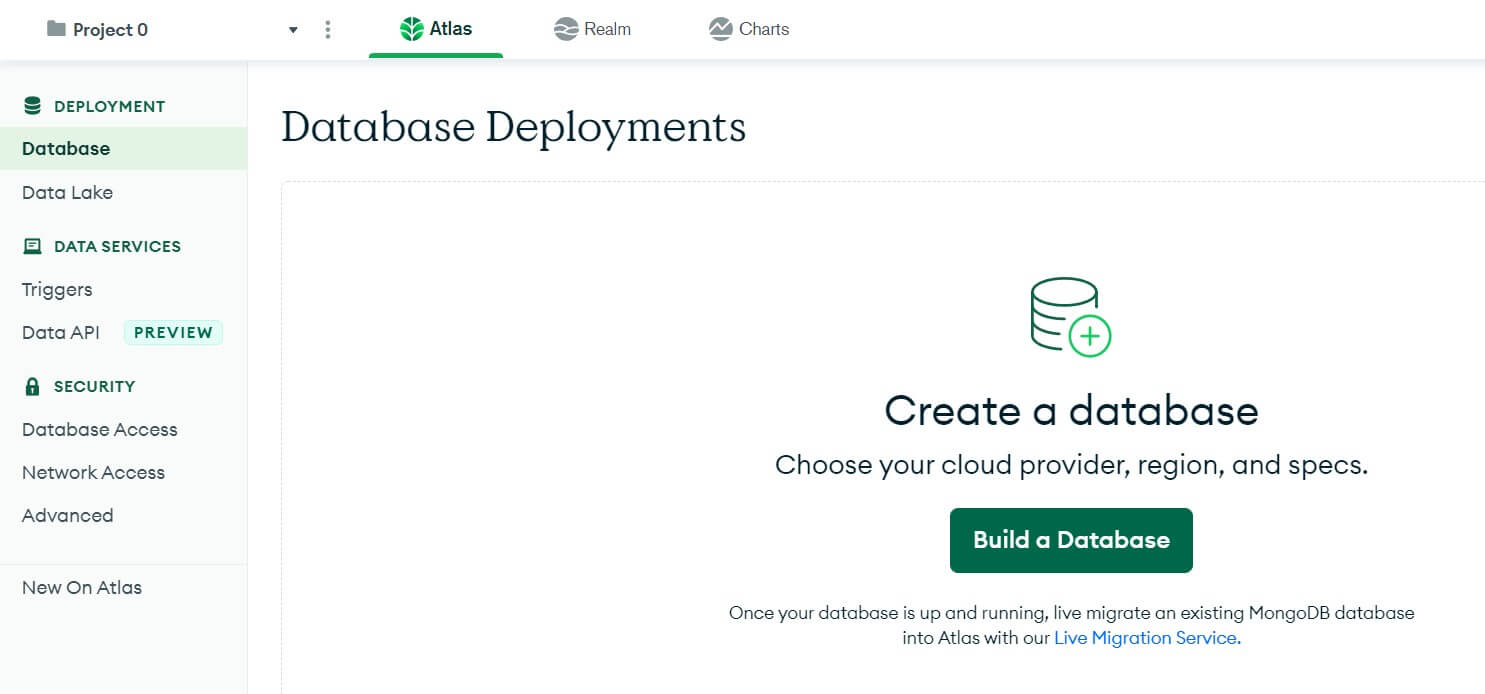 Project 0
Atlas
Realm
Charts
DEPLOYMENT
Database
Data Lake
DATA SERVICES
Triggers
Data API PREVIEW
SECURITY
Database Access
Network Access
Advanced
New On Atlas
Database Deployments
Create a database
Choose your cloud provider, region, and specs.
Build a Database
Once your database is up and running, live migrate an existing MongoDB database
into Atlas with our Live Migration Service.